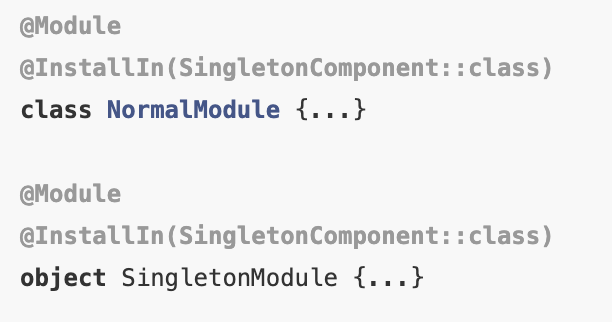 @Module
@InstallIn(SingletonComponent::class)
class NormalModule {...}
@Module
@InstallIn(SingletonComponent::class)
object SingletonModule {...}